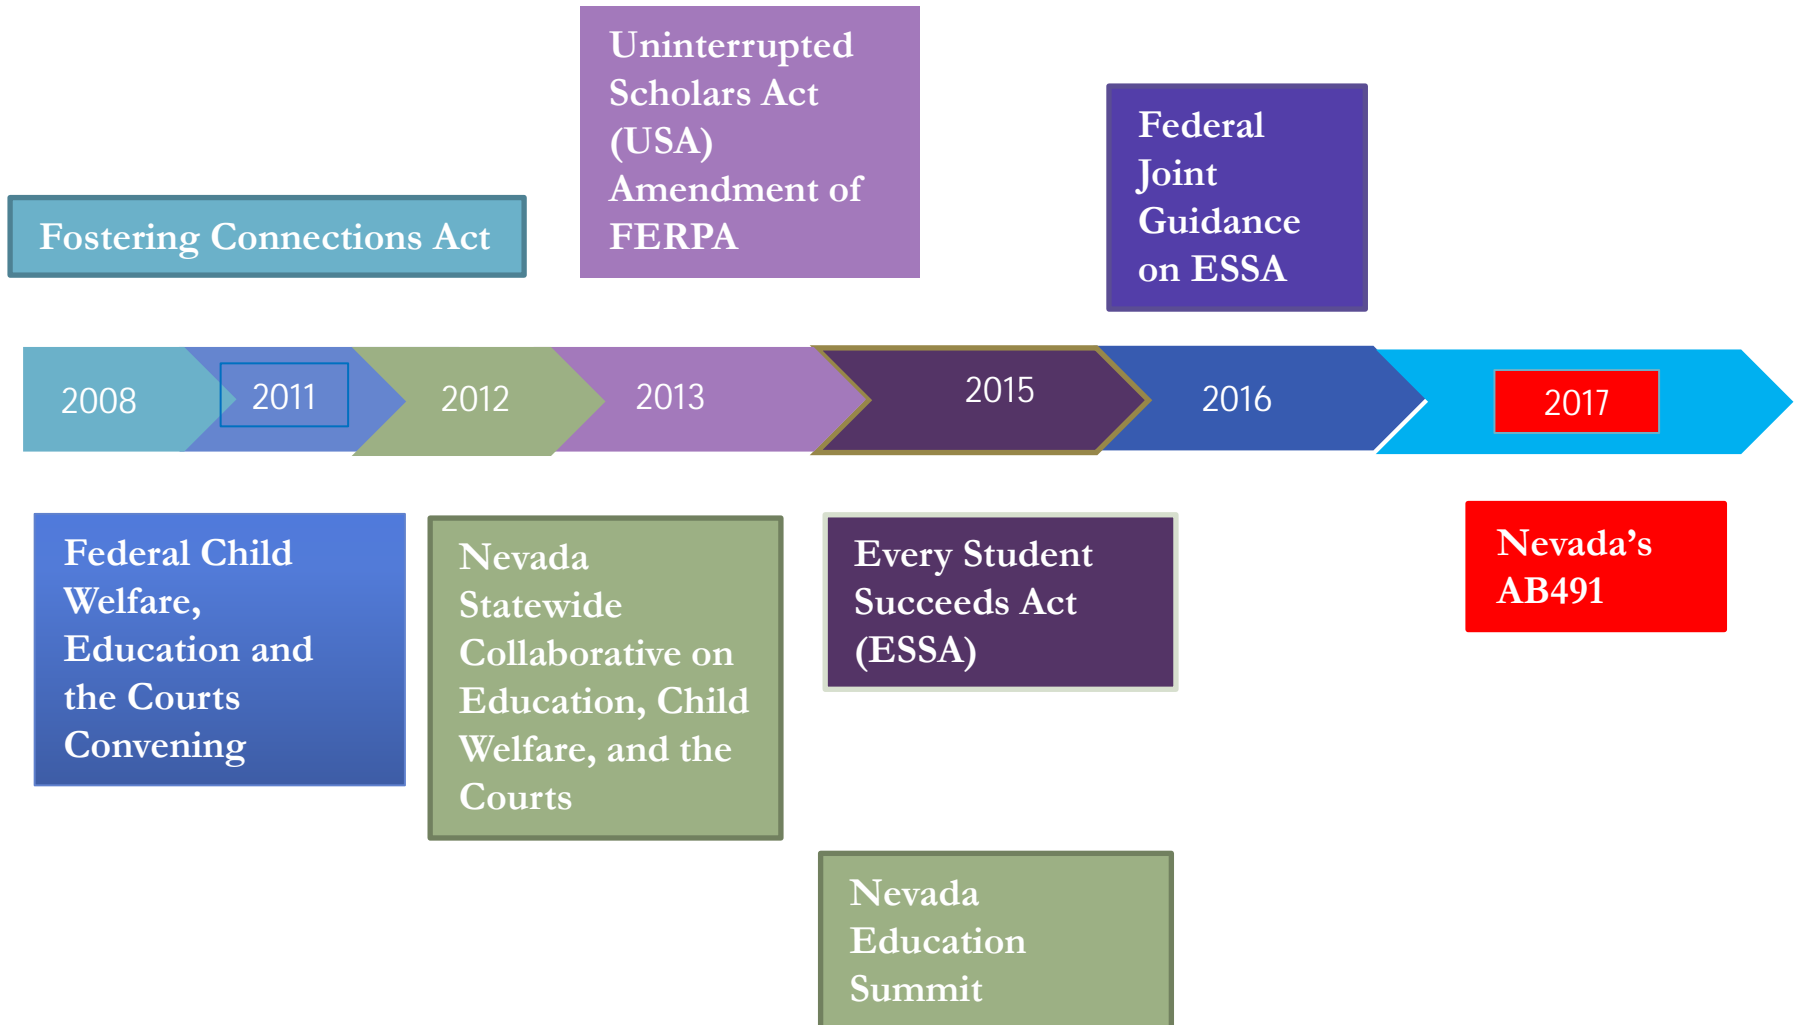 Uninterrupted
Scholars Act
(USA)
Amendment of
FERPA
Federal
Joint
Guidance
on ESSA
Fostering Connections Act
2008
2011
2012
2013
2015
2016
2017
Federal Child
Welfare,
Education and
the Courts
Convening
Nevada
Statewide
Collaborative on
Education, Child
Welfare, and the
Courts
Every Student
Succeeds Act
(ESSA)
Nevada’s
AB491
Nevada
Education
Summit